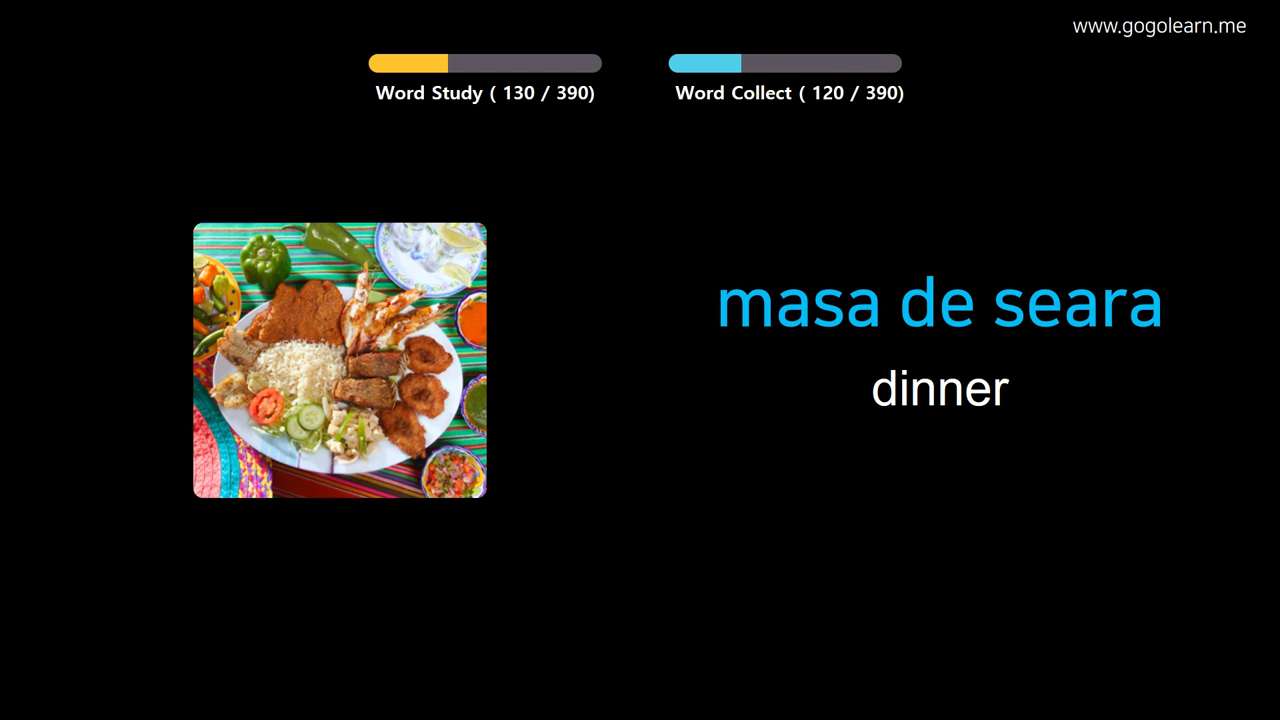 www.gogolearn.me
Word Study ( 130 / 390)
Word Collect ( 120 / 390)
masa de seara
dinner